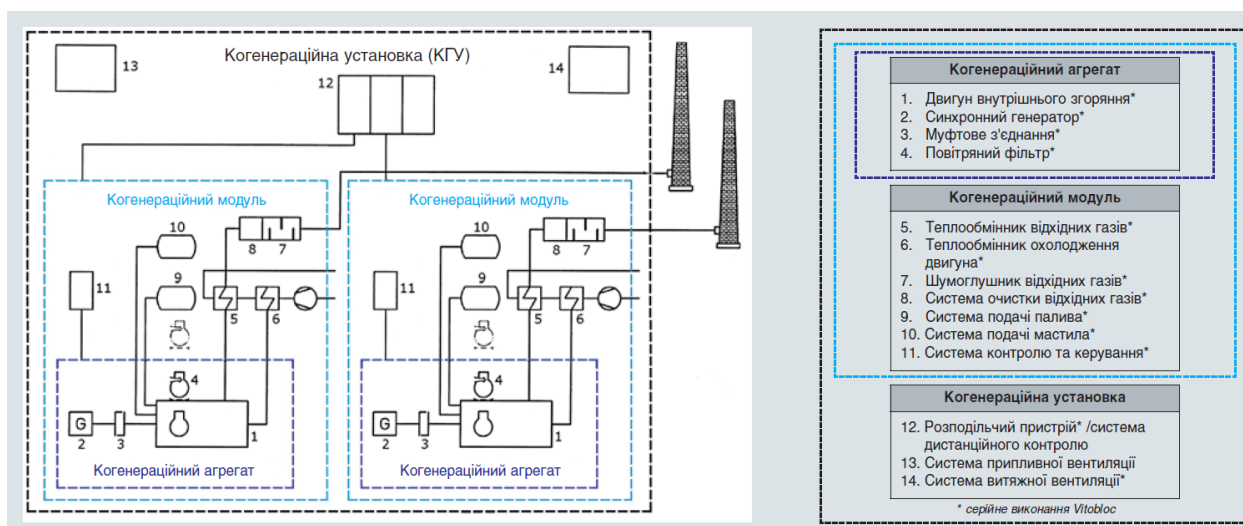 Когенераційна установка (КГУ)
13
12
14
Когенераційний модуль
10
8
7
9
11
5
6
4
G
2
3
1
Когенераційний агрегат
Когенераційний модуль
10
8
7
9
11
5
6
4
G
2
3
1
Когенераційний агрегат
Когенераційний агрегат
1. Двигун внутрішнього згоряння*
2. Синхронний генератор*
3. Муфтове з'єднання*
4. Повітряний фільтр*
Когенераційний модуль
5. Теплообмінник відхідних газів*
6. Теплообмінник охолодження
двигуна*
7. Шумоглушник відхідних газів*
8. Система очистки відхідних газів*
9. Система подачі палива*
10. Система подачі мастила*
11. Система контролю та керування*
Когенераційна установка
12. Розподільчий пристрій* /система
дистанційного контролю
13. Система припливної вентиляції
14. Система витяжної вентиляції*
* серійне виконання Vitobloc